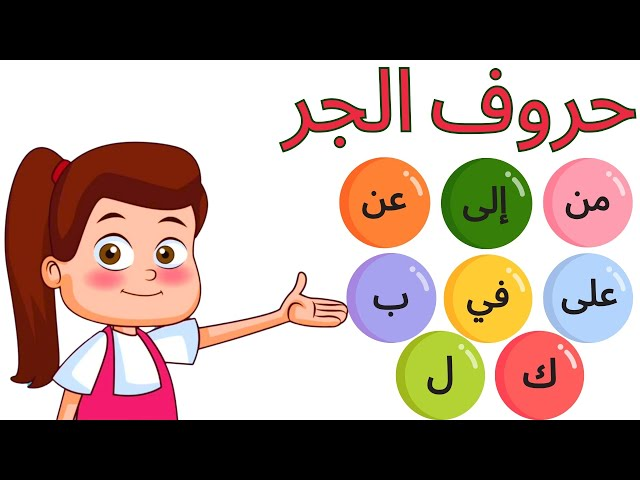 حروف الجر
من إلى عن
على في ب
ك ل